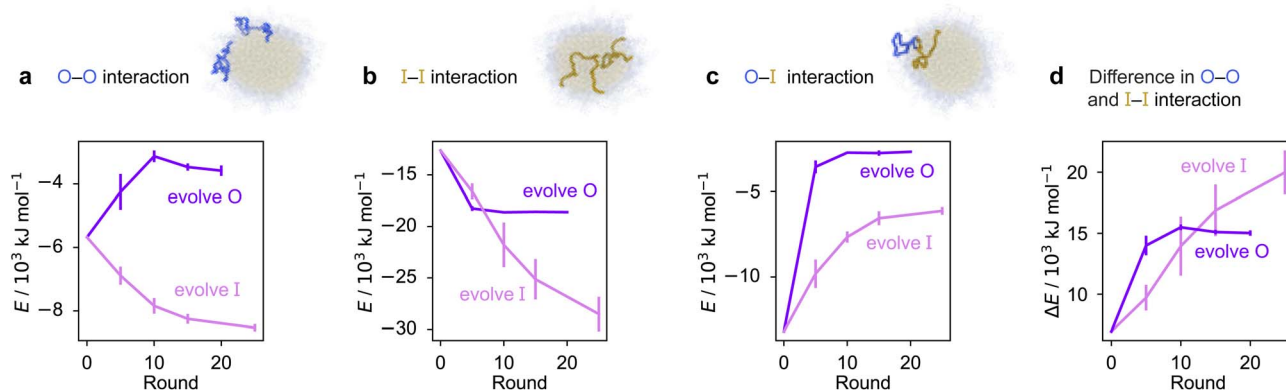 a O–O interaction
E / 10³ kJ mol⁻¹
−4
−6
−8
evolve O
evolve I
0 10 20
Round
b I–I interaction
E / 10³ kJ mol⁻¹
−15
−20
−25
−30
evolve O
evolve I
0 10 20
Round
c O–I interaction
E / 10³ kJ mol⁻¹
−5
−10
evolve O
evolve I
0 10 20
Round
d Difference in O–O
and I–I interaction
ΔE / 10³ kJ mol⁻¹
20
15
10
evolve I
evolve O
0 10 20
Round